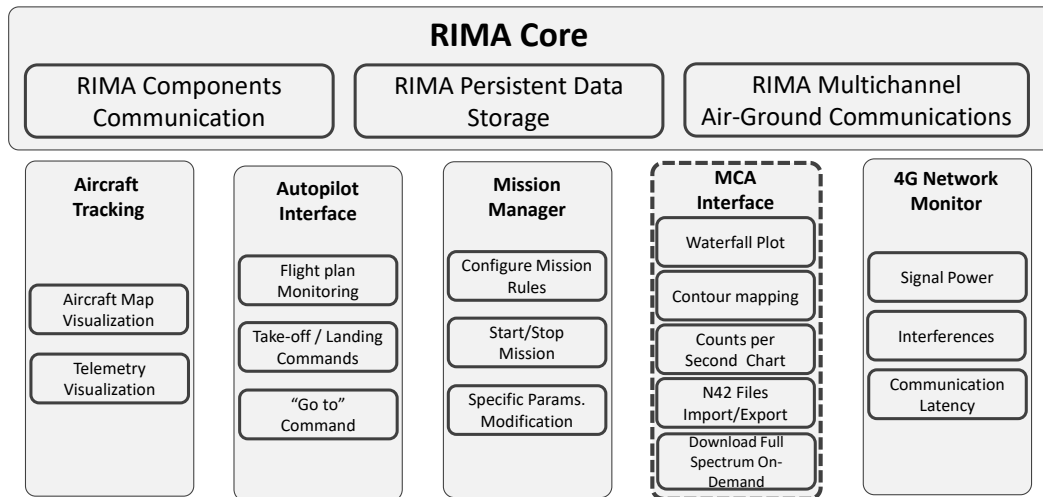 RIMA Core
RIMA Components
Communication
RIMA Persistent Data
Storage
RIMA Multichannel
Air-Ground Communications
Aircraft
Tracking
Aircraft Map
Visualization
Telemetry
Visualization
Autopilot
Interface
Flight plan
Monitoring
Take-off / Landing
Commands
“Go to”
Command
Mission
Manager
Configure Mission
Rules
Start/Stop
Mission
Specific Params.
Modification
MCA
Interface
Waterfall Plot
Contour mapping
Counts per
Second Chart
N42 Files
Import/Export
Download Full
Spectrum On-
Demand
4G Network
Monitor
Signal Power
Interferences
Communication
Latency